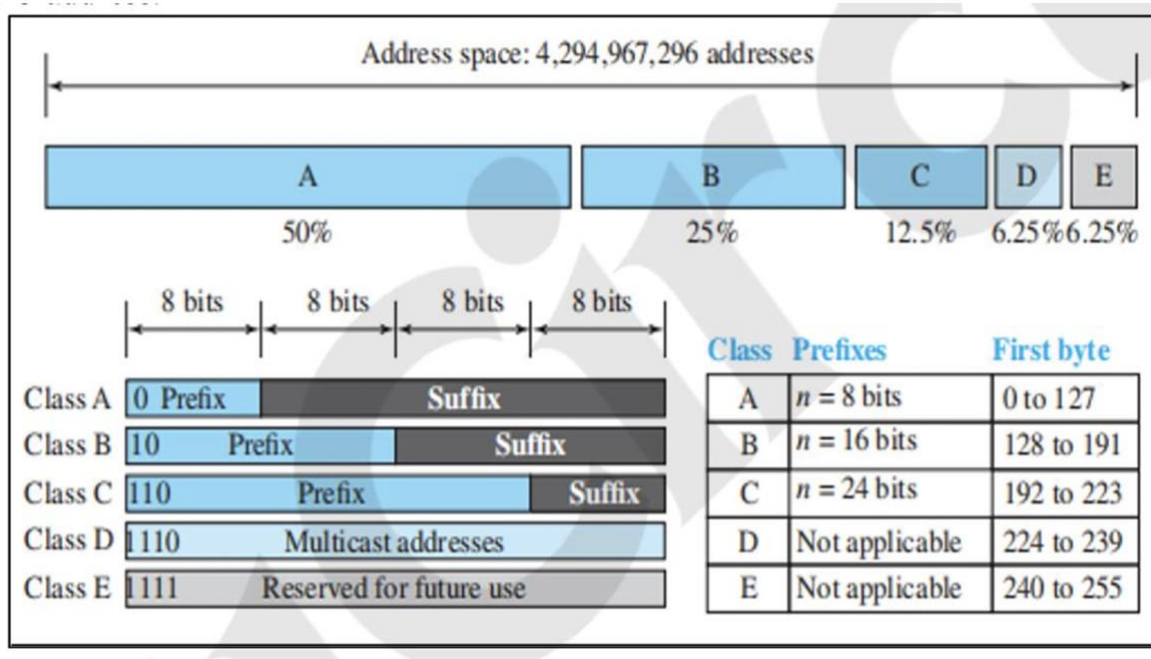 Address space: 4,294,967,296 addresses
A B C D E
50% 25% 12.5% 6.25% 6.25%
8 bits 8 bits 8 bits 8 bits
Class A 0 Prefix Suffix
Class B 10 Prefix Suffix
Class C 110 Prefix Suffix
Class D 1110 Multicast addresses
Class E 1111 Reserved for future use
Class Prefixes First byte
A n = 8 bits 0 to 127
B n = 16 bits 128 to 191
C n = 24 bits 192 to 223
D Not applicable 224 to 239
E Not applicable 240 to 255